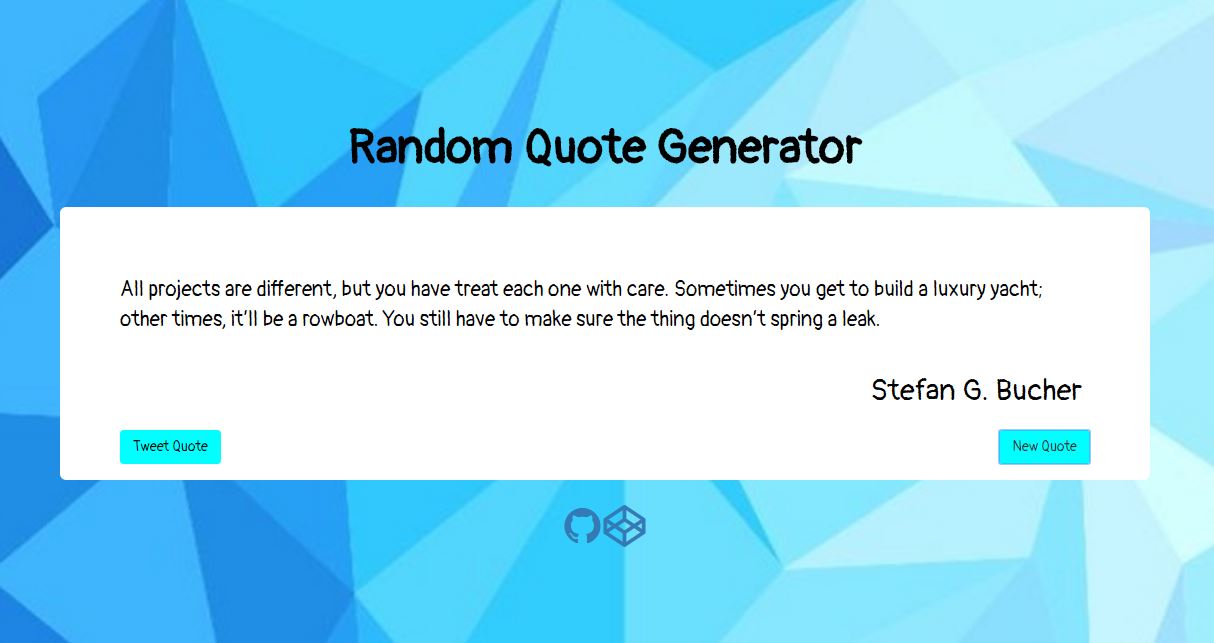 Random Quote Generator
All projects are different, but you have treat each one with care. Sometimes you get to build a luxury yacht;
other times, it'll be a rowboat. You still have to make sure the thing doesn't spring a leak.
Stefan G. Bucher
Tweet Quote
New Quote